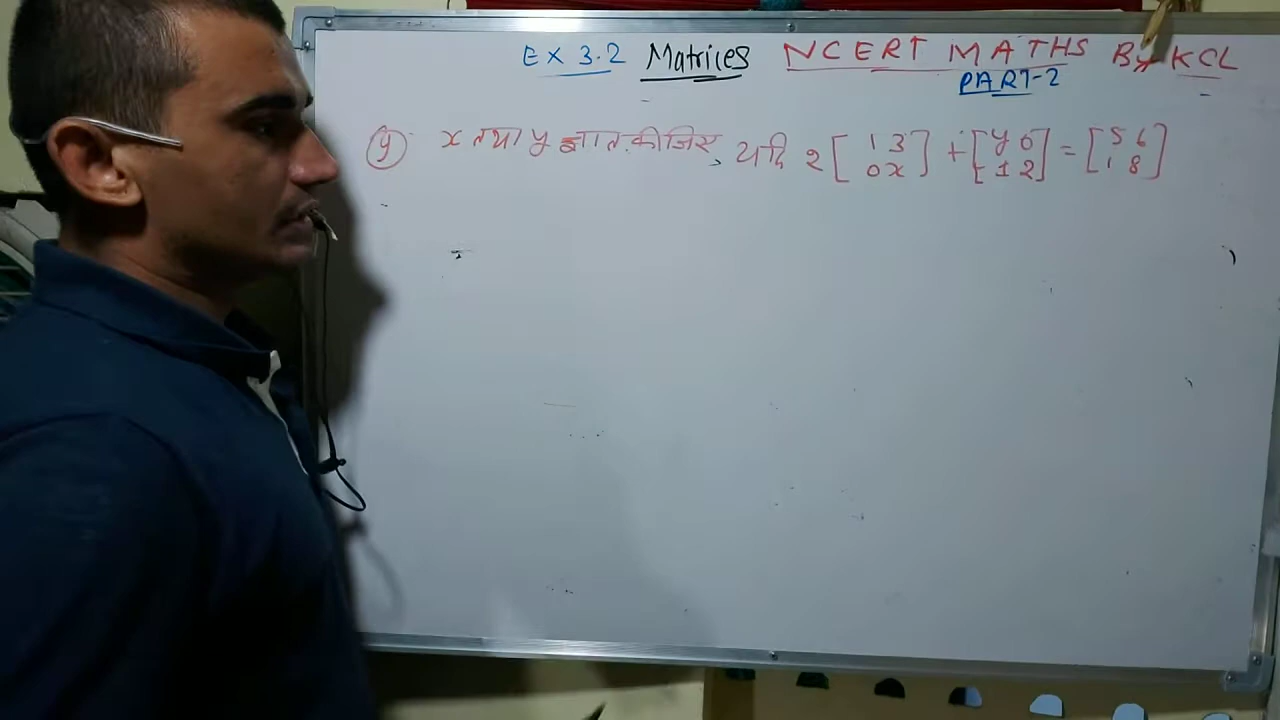 EX 3.2 Matrices NCERT MATHS By KCL
PART-2
(9) x तथा y ज्ञात कीजिए, यदि 2 [1 3 0 x] + [y 0 1 2] = [5 6 1 8]